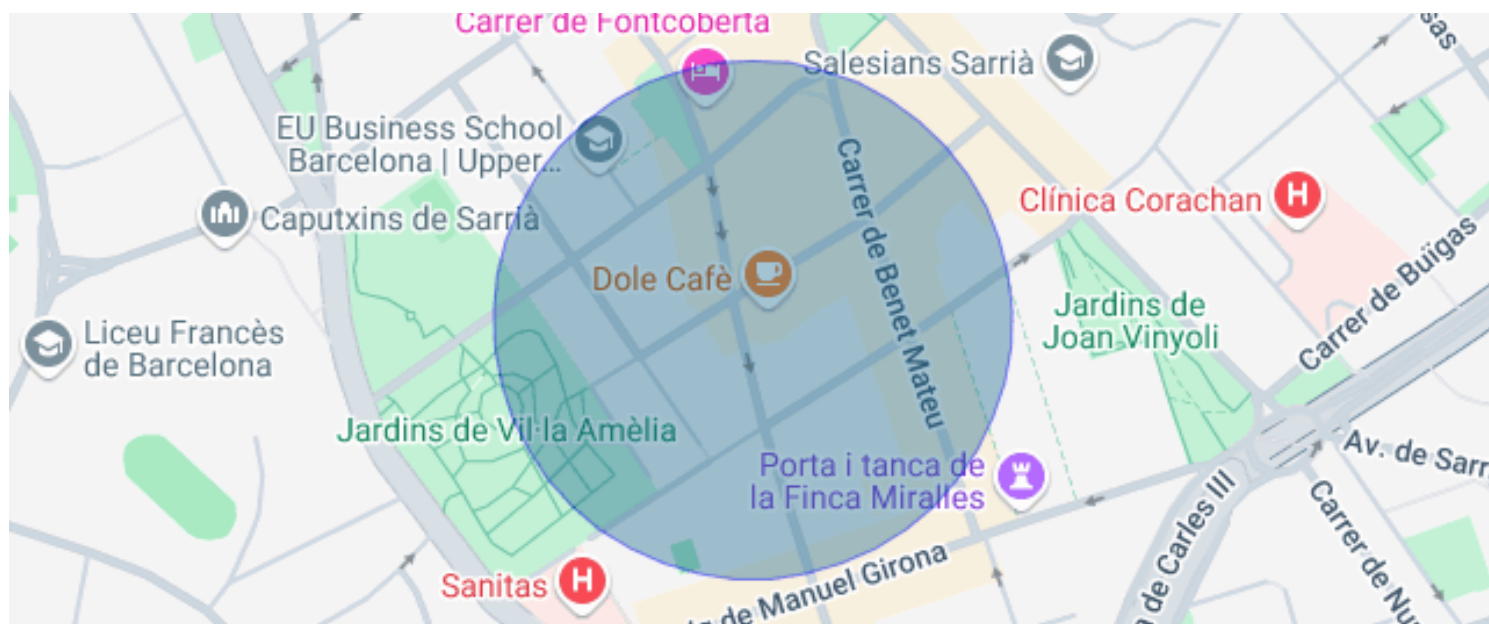 Carrer de Fontcoberta
Salesians Sarrià
EU Business School
Barcelona | Upper...
Caputxins de Sarrià
Clínica Corachan
Carrer de Benet Mateu
Carrer de Buïgas
Dole Cafè
Jardins de
Joan Vinyoli
Liceu Francès
de Barcelona
Jardins de Vil·la Amèlia
Porta i tanca de
la Finca Miralles
Av. de Sarr
de Carles III
Carrer de Nu
Sanitas
de Manuel Girona
H
H